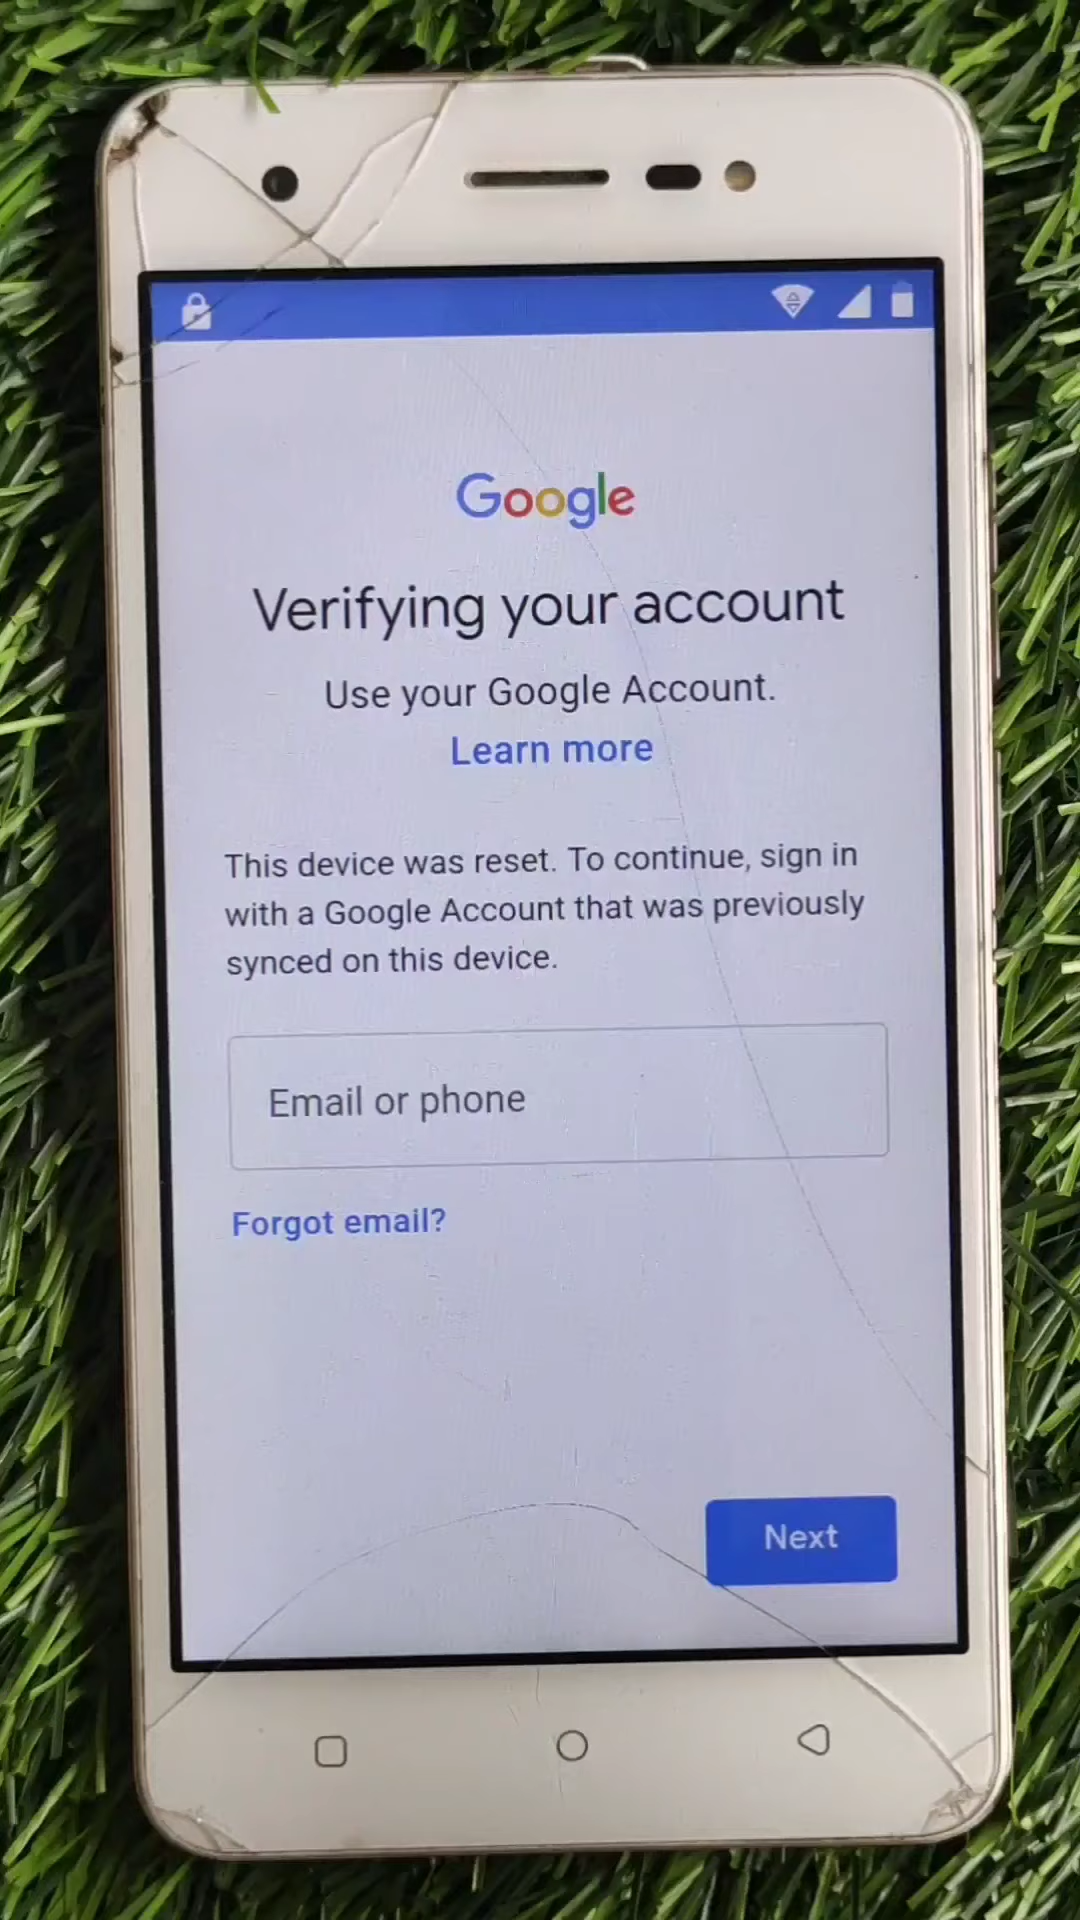 Google
Verifying your account
Use your Google Account.
Learn more
This device was reset. To continue, sign in
with a Google Account that was previously
synced on this device.
Email or phone
Forgot email?
Next